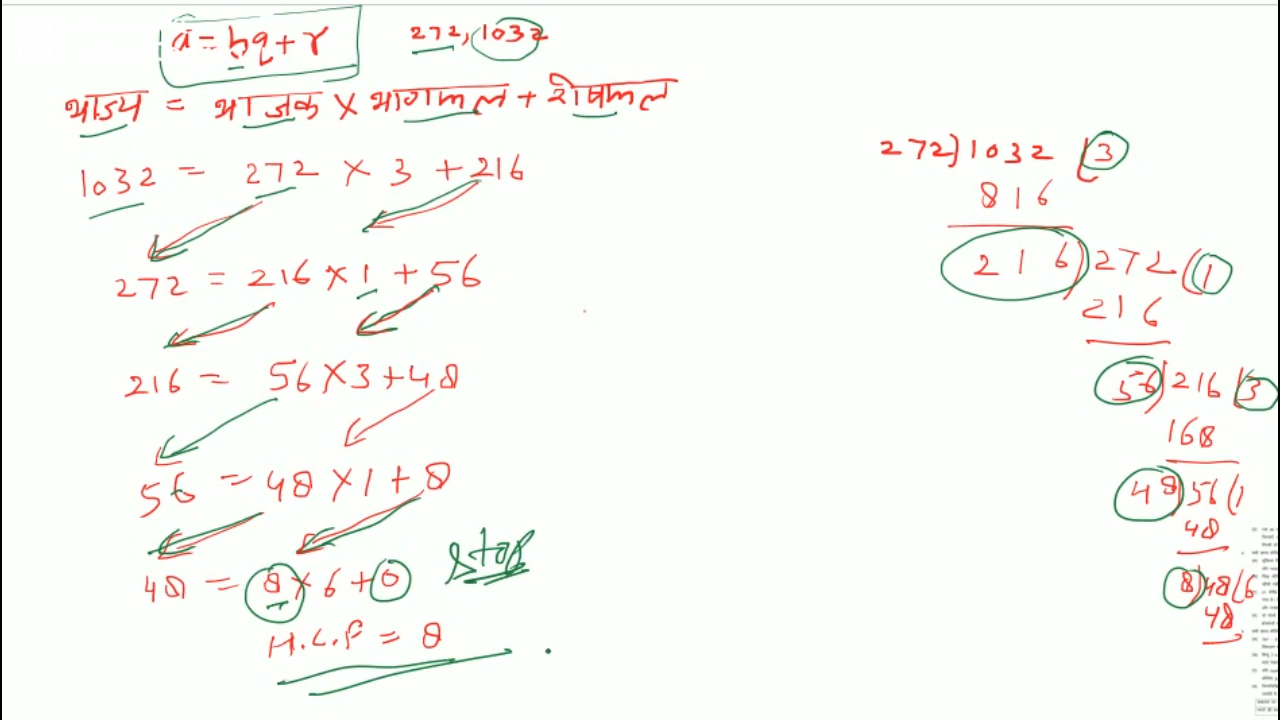 a = bq + r
272, 1032
भाज्य = भाजक × भागफल + शेषफल
1032 = 272 × 3 + 216
272 = 216 × 1 + 56
216 = 56 × 3 + 48
56 = 48 × 1 + 8
48 = 8 × 6 + 0
stop
H.C.F = 8
272) 1032 (3
816
216) 272 (1
216
56) 216 (3
168
48) 56 (1
48
8) 48 (6
48